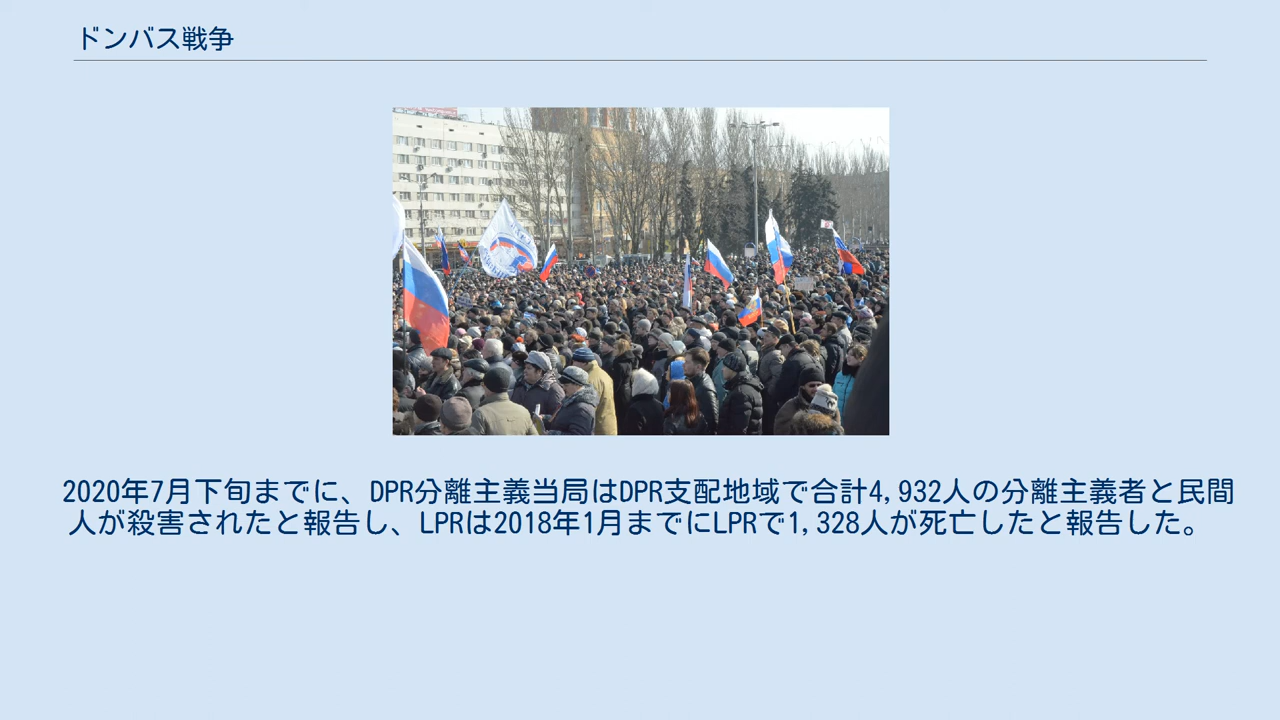 ドンバス戦争
2020年7月下旬までに、DPR分離主義当局はDPR支配地域で合計4,932人の分離主義者と民間
人が殺害されたと報告し、LPRは2018年1月までにLPRで1,328人が死亡したと報告した。